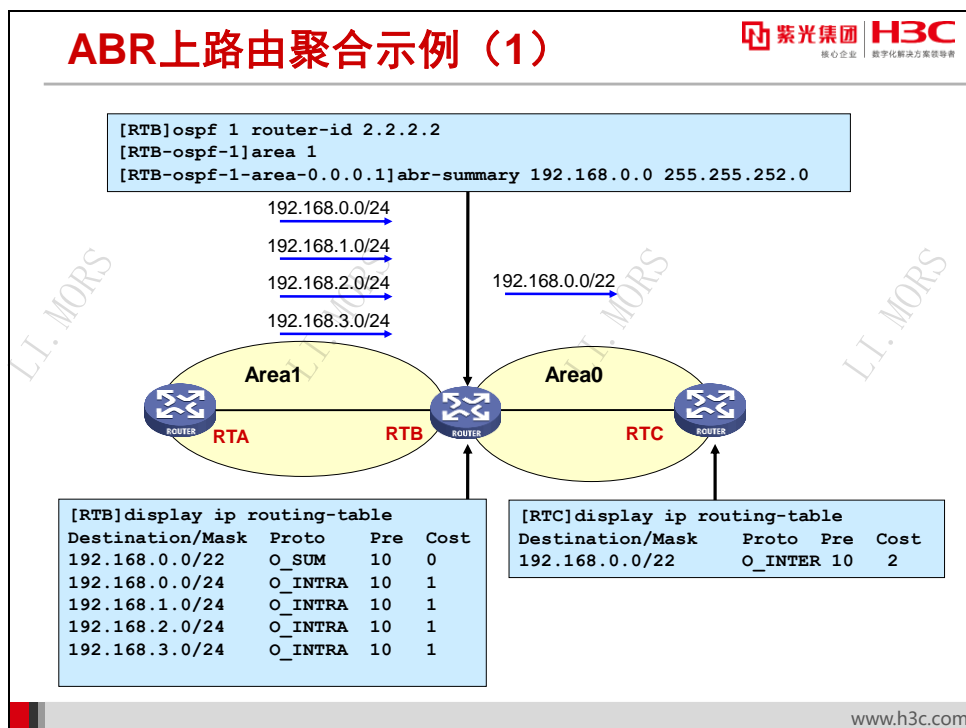 ABR上路由聚合示例（1）
紫光集团
核心企业
H3C
数字化解决方案领导者
[RTB]ospf 1 router-id 2.2.2.2
[RTB-ospf-1]area 1
[RTB-ospf-1-area-0.0.0.1]abr-summary 192.168.0.0 255.255.252.0
192.168.0.0/24
192.168.1.0/24
192.168.2.0/24
192.168.3.0/24
192.168.0.0/22
LI. MORS
LI. MORS
LI. MORS
LI. MORS
Area1
Area0
ROUTER
RTA
RTB
ROUTER
RTC
ROUTER
[RTB]display ip routing-table
Destination/Mask Proto Pre Cost
192.168.0.0/22 O_SUM 10 0
192.168.0.0/24 O_INTRA 10 1
192.168.1.0/24 O_INTRA 10 1
192.168.2.0/24 O_INTRA 10 1
192.168.3.0/24 O_INTRA 10 1
[RTC]display ip routing-table
Destination/Mask Proto Pre Cost
192.168.0.0/22 O_INTER 10 2
www.h3c.com